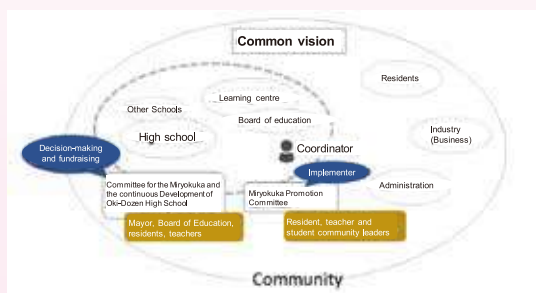 Common vision
Residents
Learning centre
Other Schools
Board of education
High school
Industry
(Business)
Coordinator
Decision-making
and fundraising
Implementer
Committee for the Miryokuka and
the continuous Development of
Oki-Dozen High School
Miryokuka Promotion
Committee
Administration
Mayor, Board of Education,
residents, teachers
Resident, teacher and
student community leaders
Community